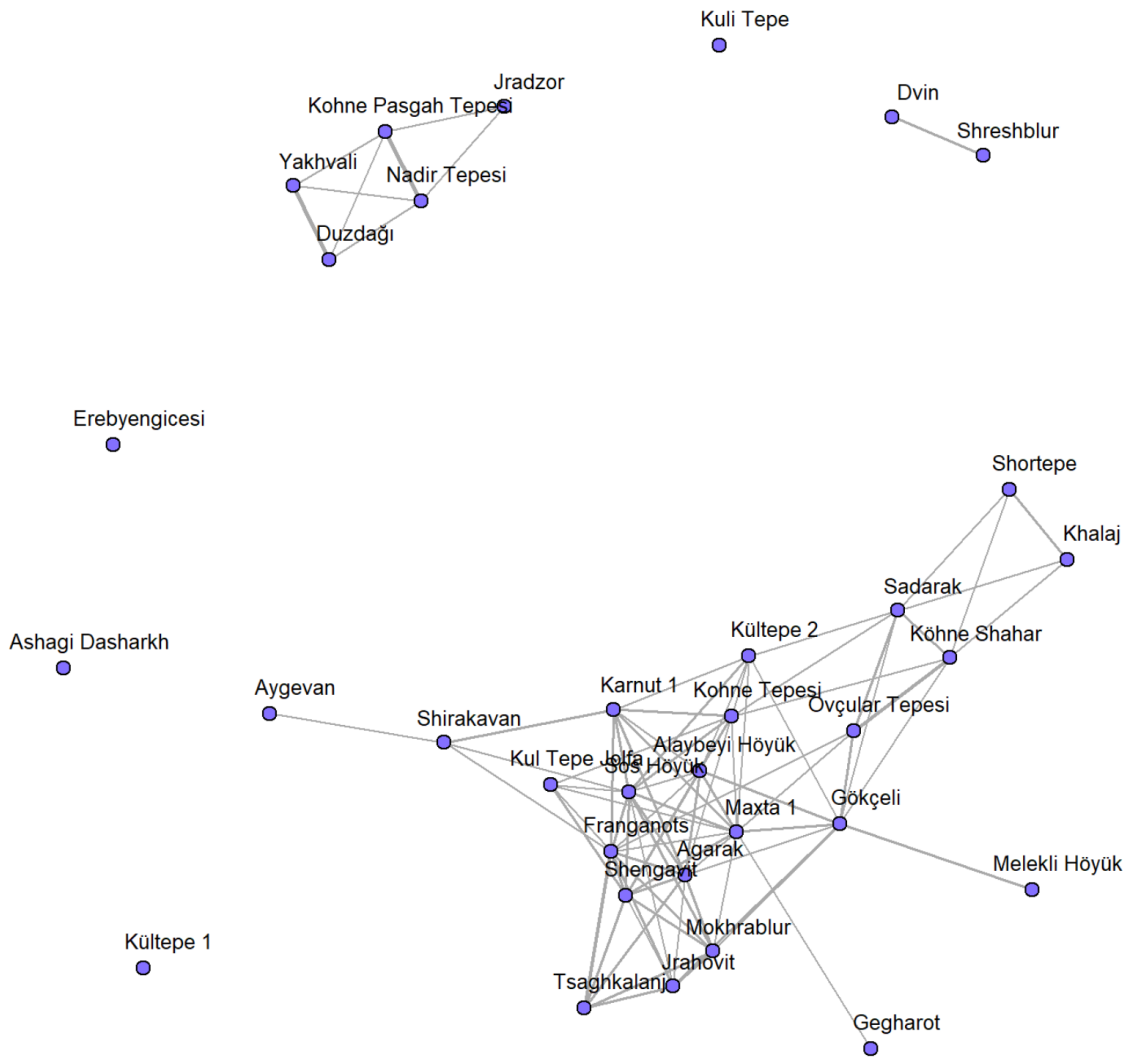 Kuli Tepe
Jradzor
Kohne Pasgah Tepesi
Dvin
Shreshblur
Yakhvali
Nadir Tepesi
Duzdağı
Erebyengicesi
Shortepe
Khalaj
Sadarak
Ashagi Dasharkh
Kültepe 2
Köhne Shahar
Aygevan
Karnut 1
Kohne Tepesi
Ovçular Tepesi
Shirakavan
Alaybeyi Höyük
Kul Tepe Jolfa
Sos Höyük
Maxta 1
Gökçeli
Franganots
Agarak
Shengavit
Melekli Höyük
Mokhrablur
Kültepe 1
Jrahovit
Tsaghkalanj
Gegharot